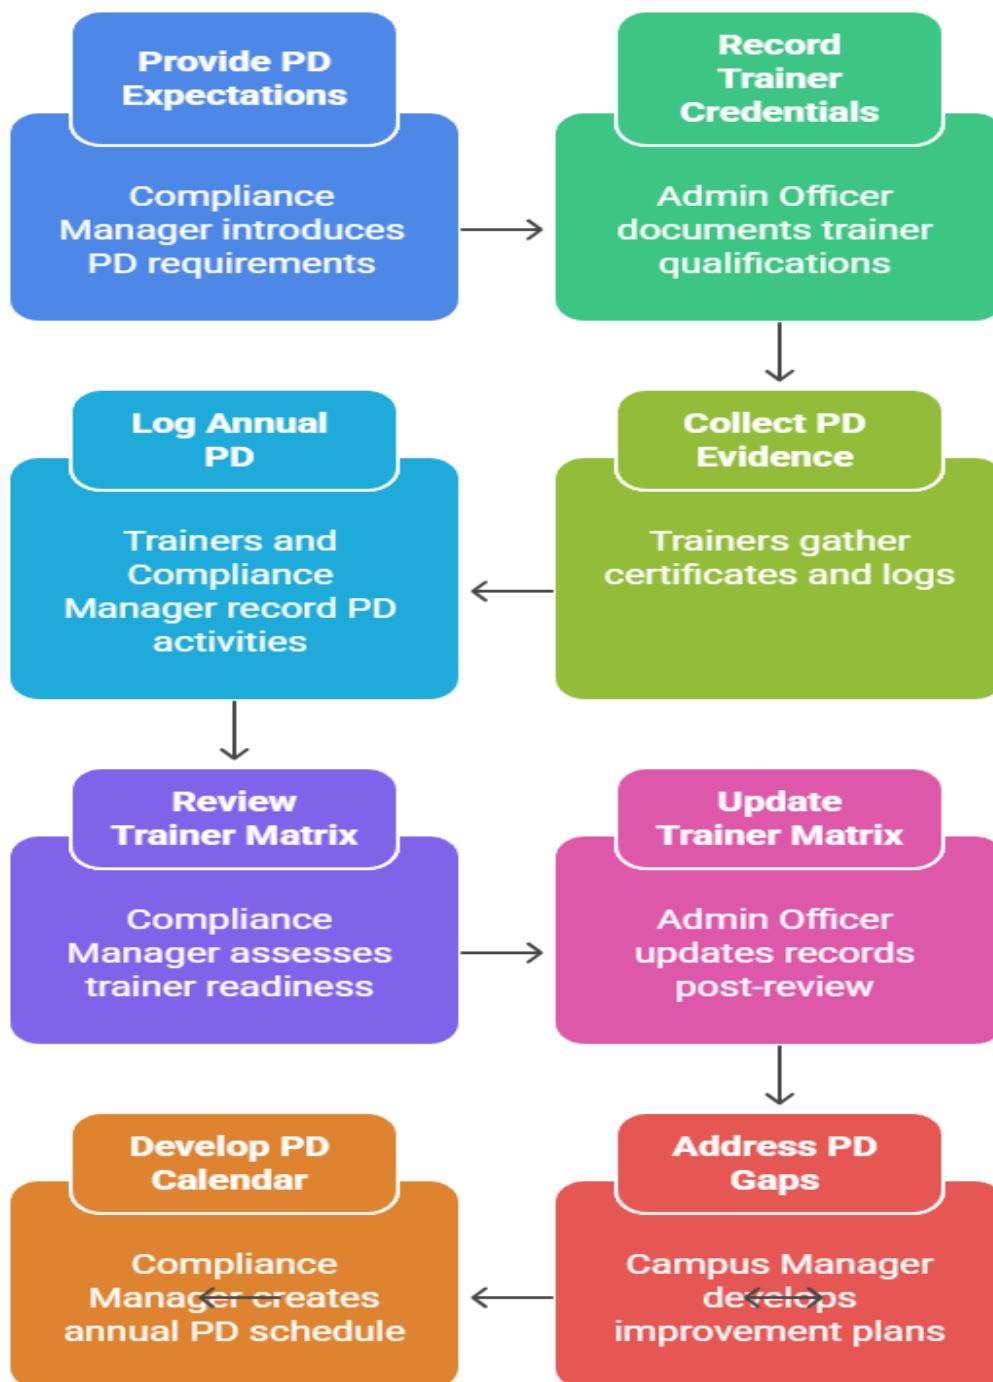 Provide PD
Expectations
Compliance
Manager introduces
PD requirements
Record
Trainer
Credentials
Admin Officer
documents trainer
qualifications
Collect PD
Evidence
Trainers gather
certificates and logs
Log Annual
PD
Trainers and
Compliance
Manager record PD
activities
Review
Trainer Matrix
Compliance
Manager assesses
trainer readiness
Update
Trainer Matrix
Admin Officer
updates records
post-review
Address PD
Gaps
Campus Manager
develops
improvement plans
Develop PD
Calendar
Compliance
Manager creates
annual PD schedule